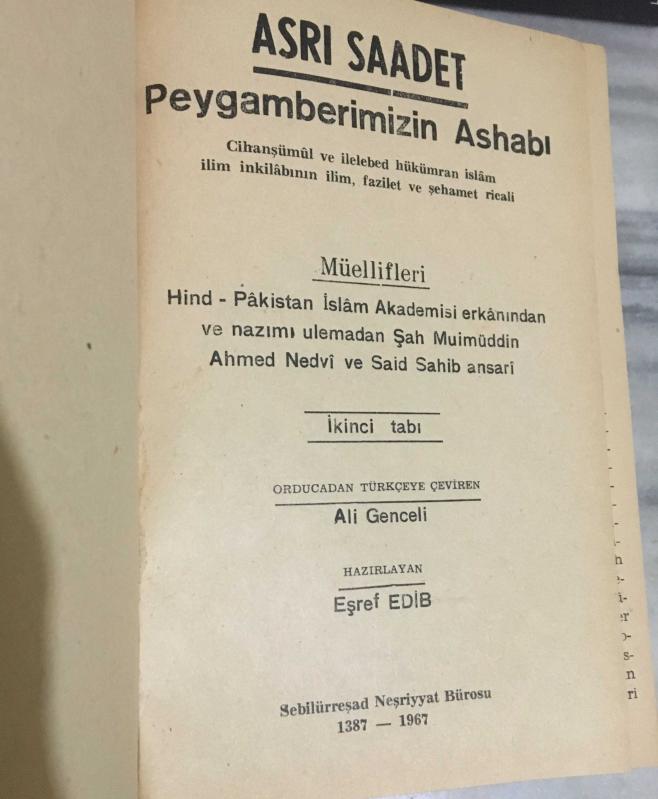 ASRI SAADET
Peygamberimizin Ashabı
Cihanşümûl ve ilelebed hükümran islâm
ilim inkilâbının ilim, fazilet ve şehamet ricali
Müellifleri
Hind - Pâkistan İslâm Akademisi erkânından
ve nazımı ulemadan Şah Muimüddin
Ahmed Nedvî ve Said Sahib ansarî
İkinci tabı
ORDUCADAN TÜRKÇEYE ÇEVİREN
Ali Genceli
HAZIRLAYAN
Eşref EDİB
Sebilürreşad Neşriyyat Bürosu
1387 — 1967